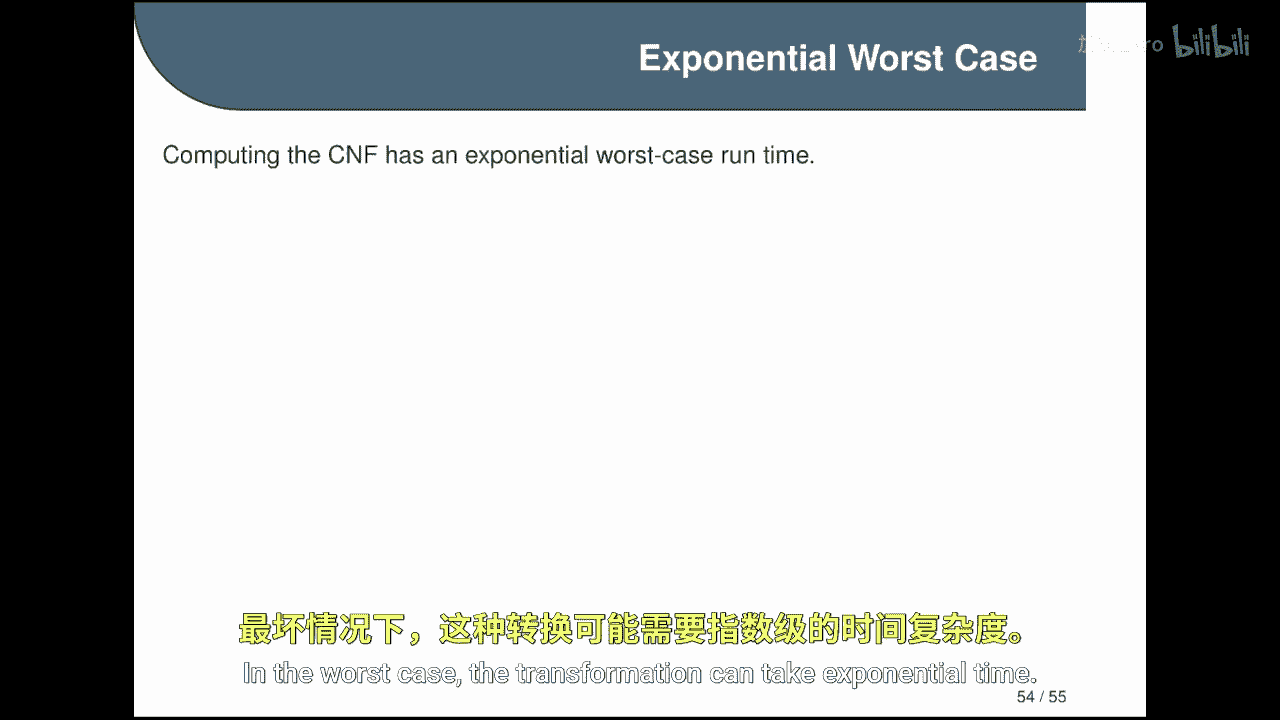 Exponential Worst Case
bilibili
Computing the CNF has an exponential worst-case run time.
最坏情况下，这种转换可能需要指数级的时间复杂度。
In the worst case, the transformation can take exponential time.
54 / 55